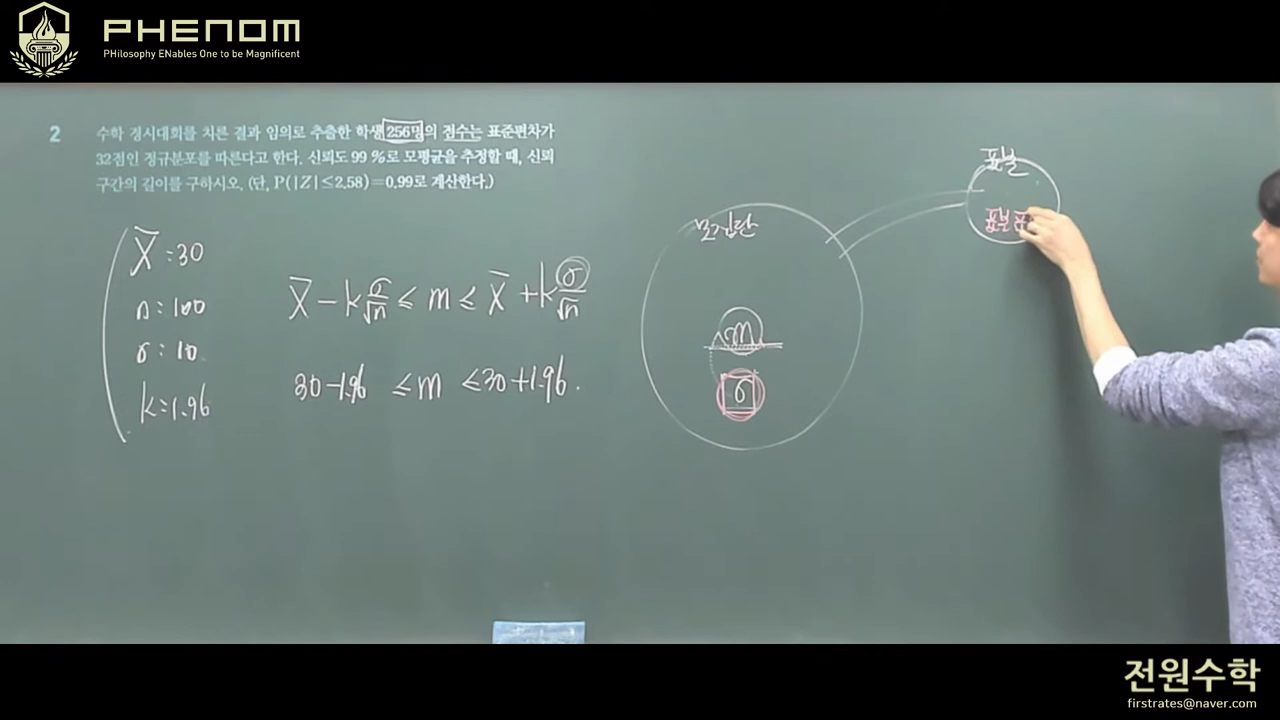 PHENOM
PHilosophy ENables One to be Magnificent
2
수학 경시대회를 치른 결과 임의로 추출한 학생 256명의 점수는 표준편차가
32점인 정규분포를 따른다고 한다. 신뢰도 99 %로 모평균을 추정할 때, 신뢰
구간의 길이를 구하시오. (단, P(|Z|≤2.58)=0.99로 계산한다.)
X̄=30
n=100
σ=10
k=1.96
X̄-k σ/√n ≤ m ≤ X̄+k σ/√n
30-1.96 ≤ m ≤ 30+1.96.
모집단
m
σ
표본
표본표
전원수학
firstrates@naver.com